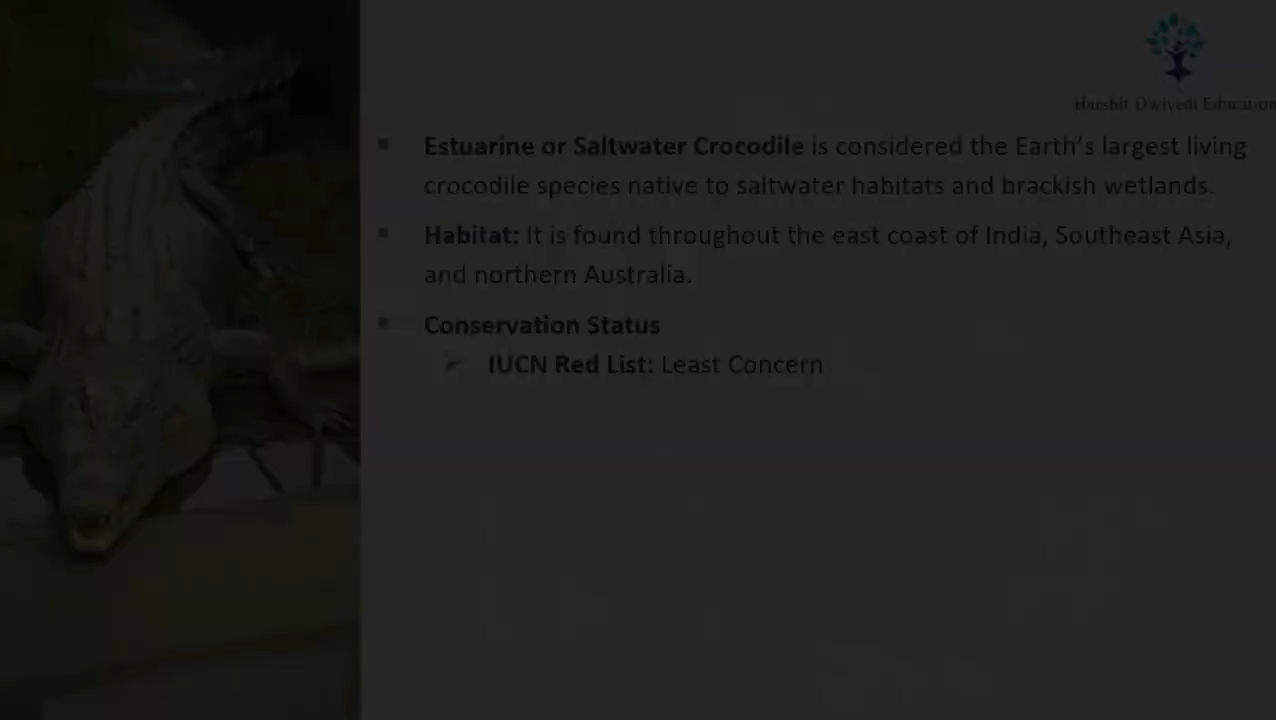 Harshit Dwivedi Education
Estuarine or Saltwater Crocodile is considered the Earth's largest living
crocodile species native to saltwater habitats and brackish wetlands.
Habitat: It is found throughout the east coast of India, Southeast Asia,
and northern Australia.
Conservation Status
IUCN Red List: Least Concern